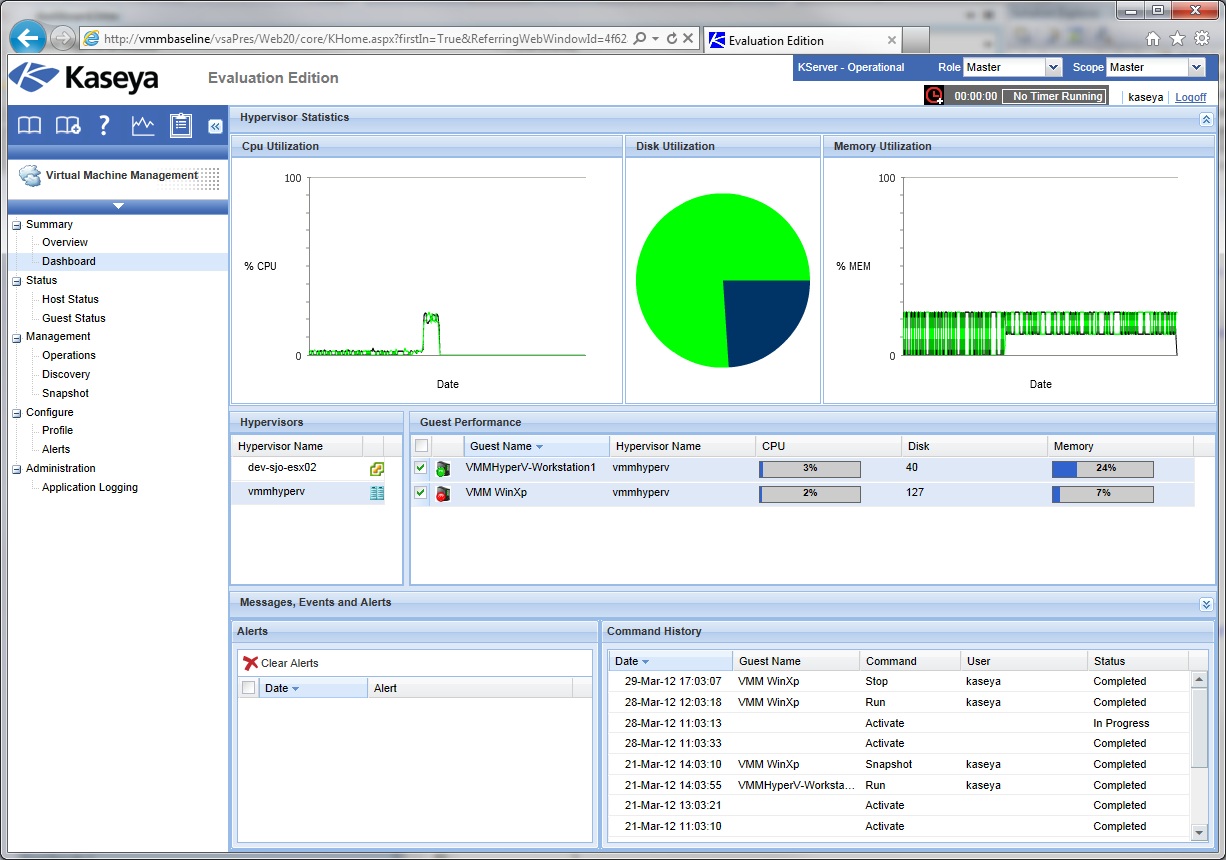 http://vmmbaseline/vsaPres/Web20/core/KHome.aspx?firstIn=True&ReferringWebWindowId=4f62
Evaluation Edition
Kaseya
Evaluation Edition
KServer - Operational
Role Master
Scope Master
00:00:00
No Timer Running
kaseya
Logoff
Virtual Machine Management
Summary
Overview
Dashboard
Status
Host Status
Guest Status
Management
Operations
Discovery
Snapshot
Configure
Profile
Alerts
Administration
Application Logging
Hypervisor Statistics
Cpu Utilization
100
% CPU
0
Date
Disk Utilization
Memory Utilization
100
% MEM
0
Date
Hypervisors
Hypervisor Name
dev-sjo-esx02
vmmhyperv
Guest Performance
Guest Name Hypervisor Name CPU Disk Memory
VMMHyperV-Workstation1 vmmhyperv 3% 40 24%
VMM WinXp vmmhyperv 2% 127 7%
Messages, Events and Alerts
Alerts
Clear Alerts
Date Alert
Command History
Date Guest Name Command User Status
29-Mar-12 17:03:07 VMM WinXp Stop kaseya Completed
28-Mar-12 12:03:18 VMM WinXp Run kaseya Completed
28-Mar-12 11:03:13 Activate In Progress
28-Mar-12 11:03:33 Activate Completed
21-Mar-12 14:03:10 VMM WinXp Snapshot kaseya Completed
21-Mar-12 14:03:55 VMMHyperV-Worksta... Run kaseya Completed
21-Mar-12 13:03:21 Activate Completed
21-Mar-12 11:03:10 Activate Completed